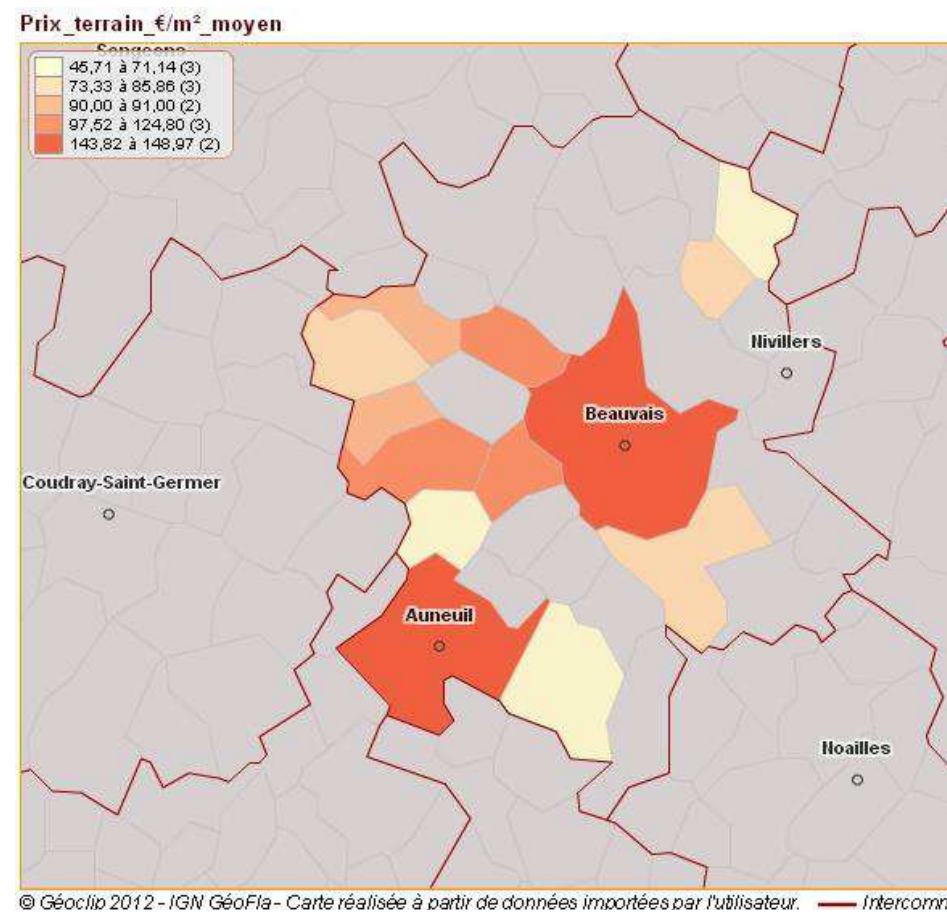 Prix_terrain_€/m²_moyen
Songeons
45,71 à 71,14 (3)
73,33 à 85,86 (3)
90,00 à 91,00 (2)
97,52 à 124,80 (3)
143,82 à 148,97 (2)
Nivillers
Beauvais
Coudray-Saint-Germer
Auneuil
Noailles
© Géoclip 2012 - IGN GéoFla - Carte réalisée à partir de données importées par l'utilisateur. Intercomm